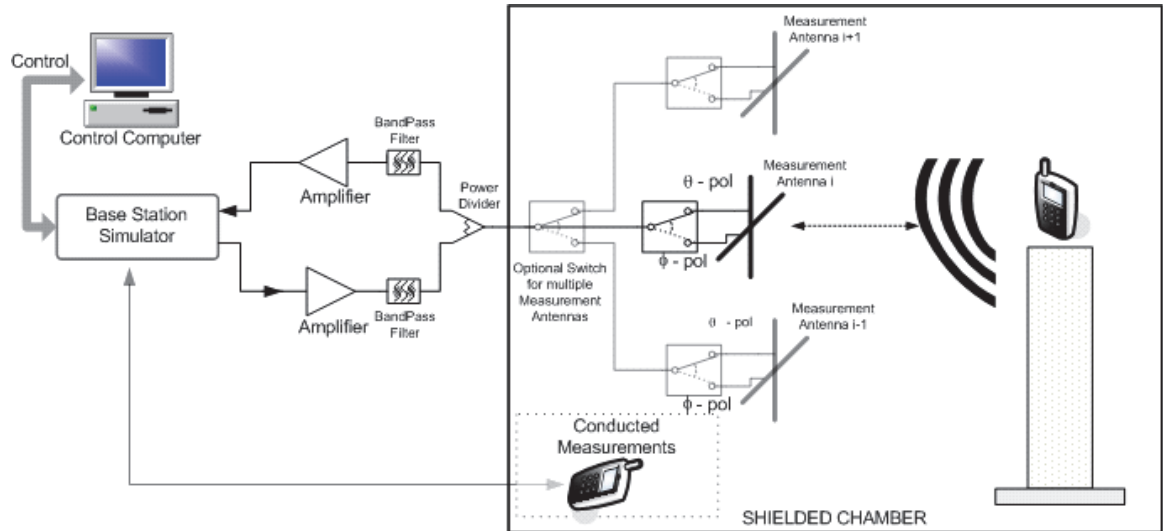 Control
Control Computer
Base Station
Simulator
Amplifier
BandPass
Filter
Power
Divider
Amplifier
BandPass
Filter
Optional Switch
for multiple
Measurement
Antennas
Measurement
Antenna i+1
θ - pol
Measurement
Antenna i
ϕ - pol
θ - pol
Measurement
Antenna i-1
ϕ - pol
Conducted
Measurements
SHIELDED CHAMBER